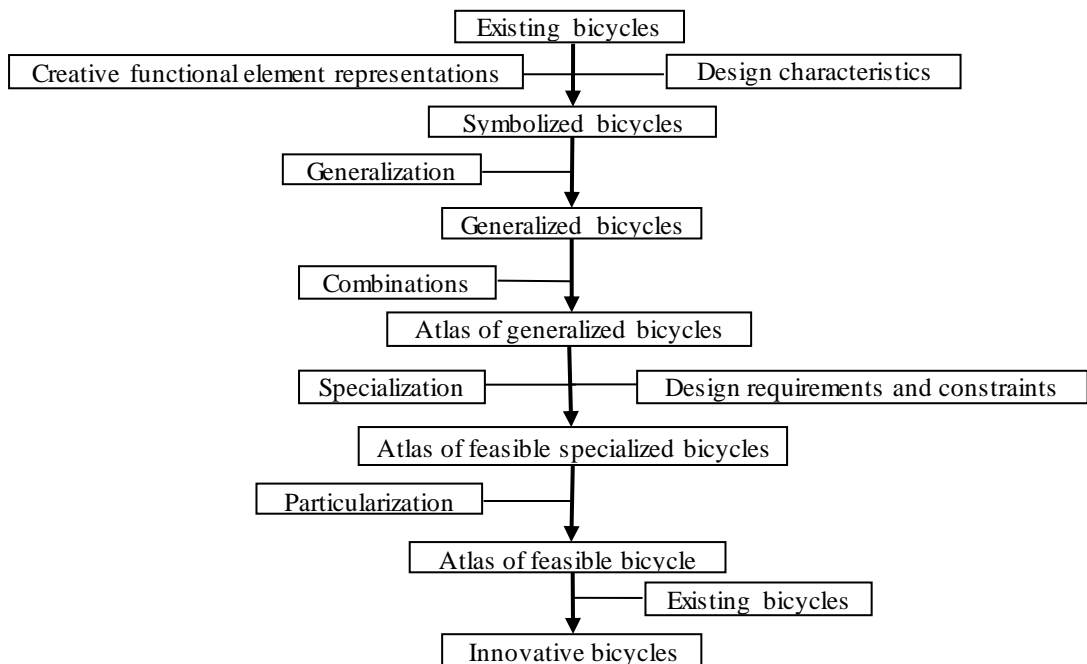 Existing bicycles
Creative functional element representations
Design characteristics
Symbolized bicycles
Generalization
Generalized bicycles
Combinations
Atlas of generalized bicycles
Specialization
Design requirements and constraints
Atlas of feasible specialized bicycles
Particularization
Atlas of feasible bicycle
Existing bicycles
Innovative bicycles